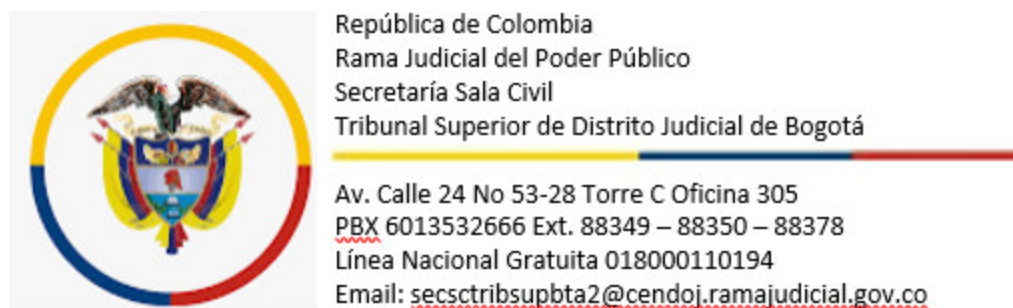 República de Colombia
Rama Judicial del Poder Público
Secretaría Sala Civil
Tribunal Superior de Distrito Judicial de Bogotá
Av. Calle 24 No 53-28 Torre C Oficina 305
PBX 6013532666 Ext. 88349 – 88350 – 88378
Línea Nacional Gratuita 018000110194
Email: secsctribsupbta2@cendoj.ramajudicial.gov.co